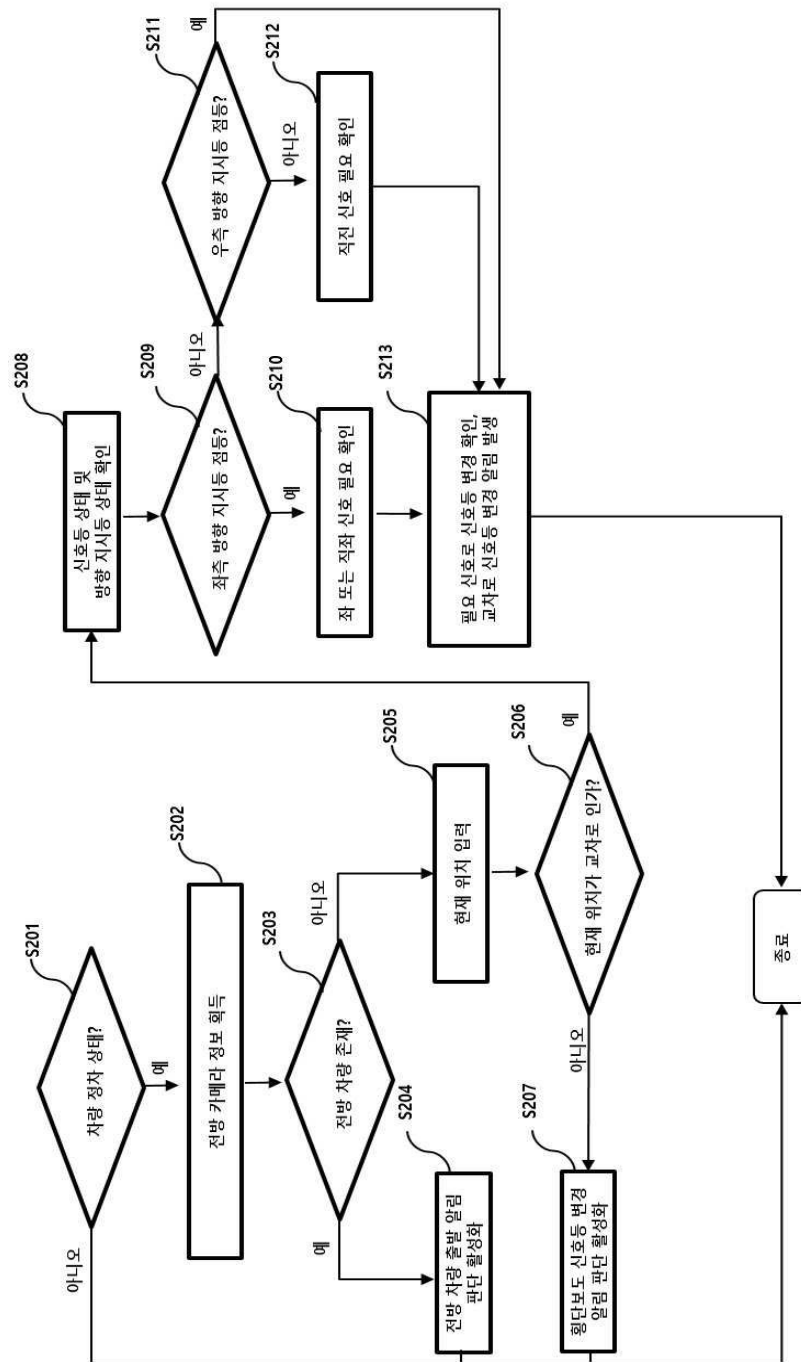 S201
차량 정차 상태?
아니오
예
S202
전방 카메라 정보 획득
S203
전방 차량 존재?
예
아니오
S204
전방 차량 출발 알림
판단 활성화
S205
현재 위치 입력
S206
현재 위치가 교차로 인가?
아니오
예
S207
횡단보도 신호등 변경
알림 판단 활성화
S208
신호등 상태 및
방향 지시등 상태 확인
S209
좌측 방향 지시등 점등?
예
아니오
S210
좌 또는 직좌 신호 필요 확인
S211
우측 방향 지시등 점등?
아니오
예
S212
직진 신호 필요 확인
S213
필요 신호로 신호등 변경 확인,
교차로 신호등 변경 알림 발생
종료